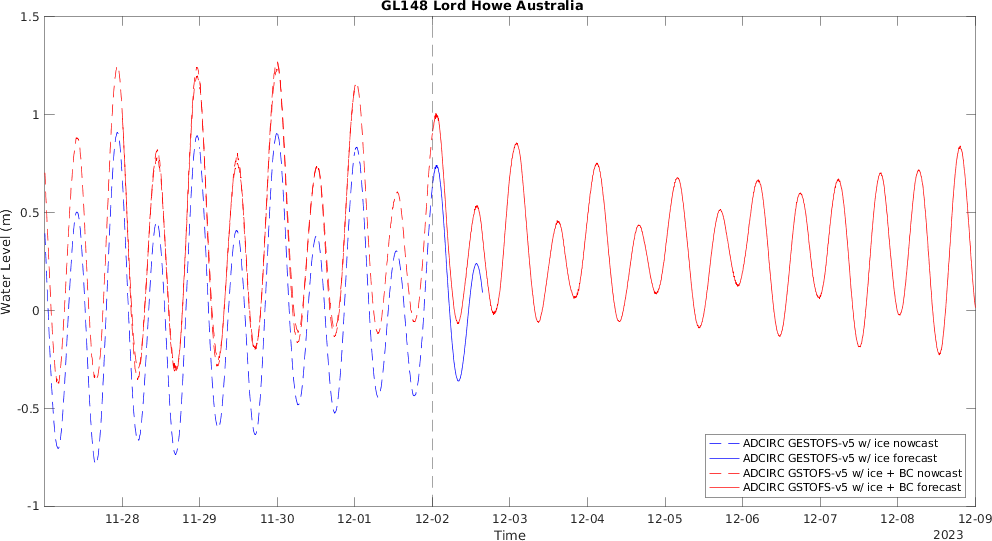 GL148 Lord Howe Australia
1.5
1
0.5
0
-0.5
-1
Water Level (m)
ADCIRC GESTOFS-v5 w/ ice nowcast
ADCIRC GESTOFS-v5 w/ ice forecast
ADCIRC GSTOFS-v5 w/ ice + BC nowcast
ADCIRC GSTOFS-v5 w/ ice + BC forecast
11-28 11-29 11-30 12-01 12-02 12-03 12-04 12-05 12-06 12-07 12-08 12-09
Time
2023